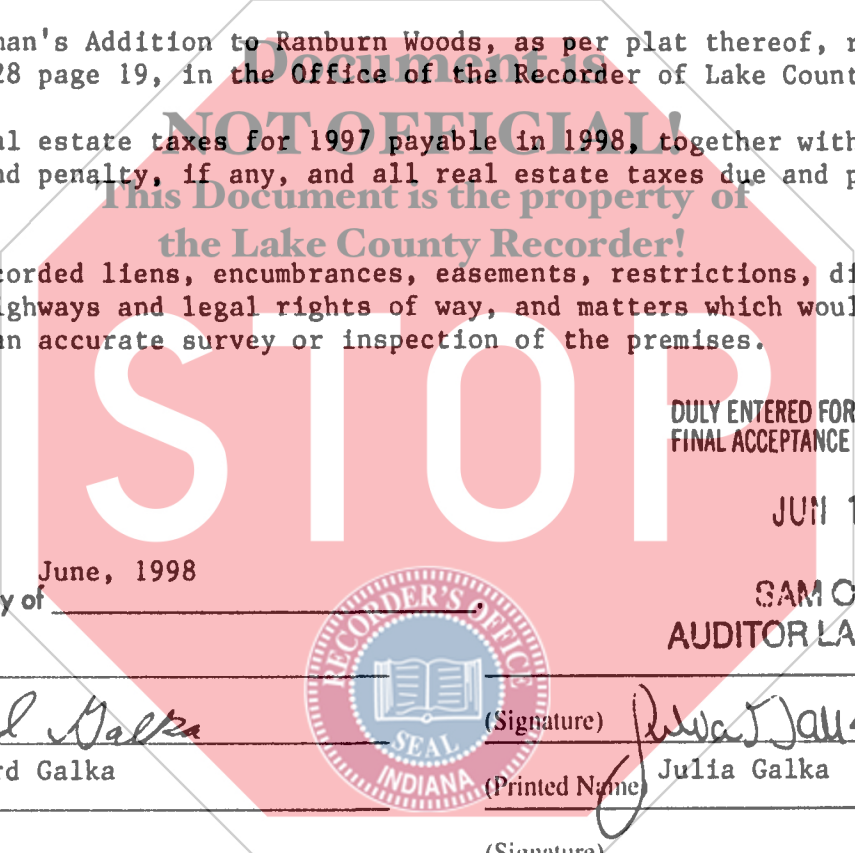 nan's Addition to Ranburn Woods, as per plat thereof, r
Document is
28 page 19, in the Office of the Recorder of Lake Count
NOT OFFICIAL!
al estate taxes for 1997 payable in 1998, together with
nd penalty, if any, and all real estate taxes due and p
This Document is the property of
the Lake County Recorder!
corded liens, encumbrances, easements, restrictions, di
ighways and legal rights of way, and matters which woul
an accurate survey or inspection of the premises.
STOP
DULY ENTERED FOR
FINAL ACCEPTANCE
JUN 1
June, 1998
y of
SAM O
AUDITOR LA
RECORDER'S OFFICE
SEAL
INDIANA
d Galka
(Signature)
rd Galka
(Printed Name)
Julia Galka
(Signature)